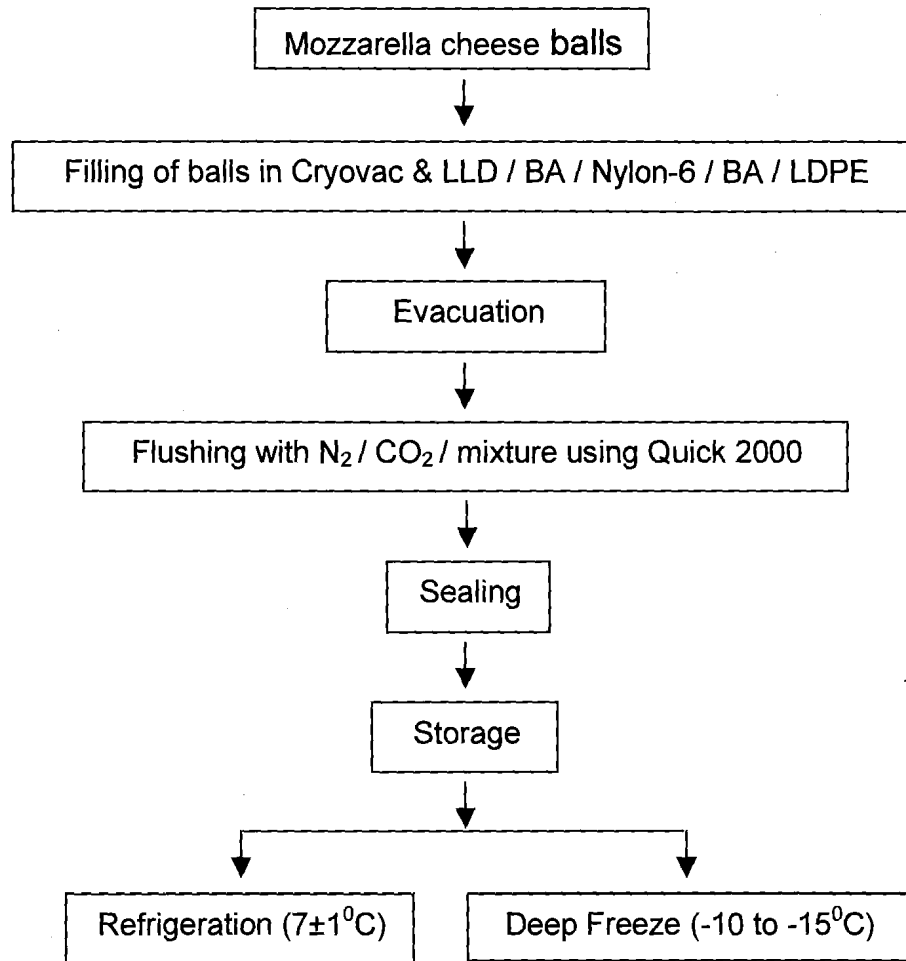 Mozzarella cheese balls
Filling of balls in Cryovac & LLD / BA / Nylon-6 / BA / LDPE
Evacuation
Flushing with N₂ / CO₂ / mixture using Quick 2000
Sealing
Storage
Refrigeration (7±1⁰C)
Deep Freeze (-10 to -15⁰C)